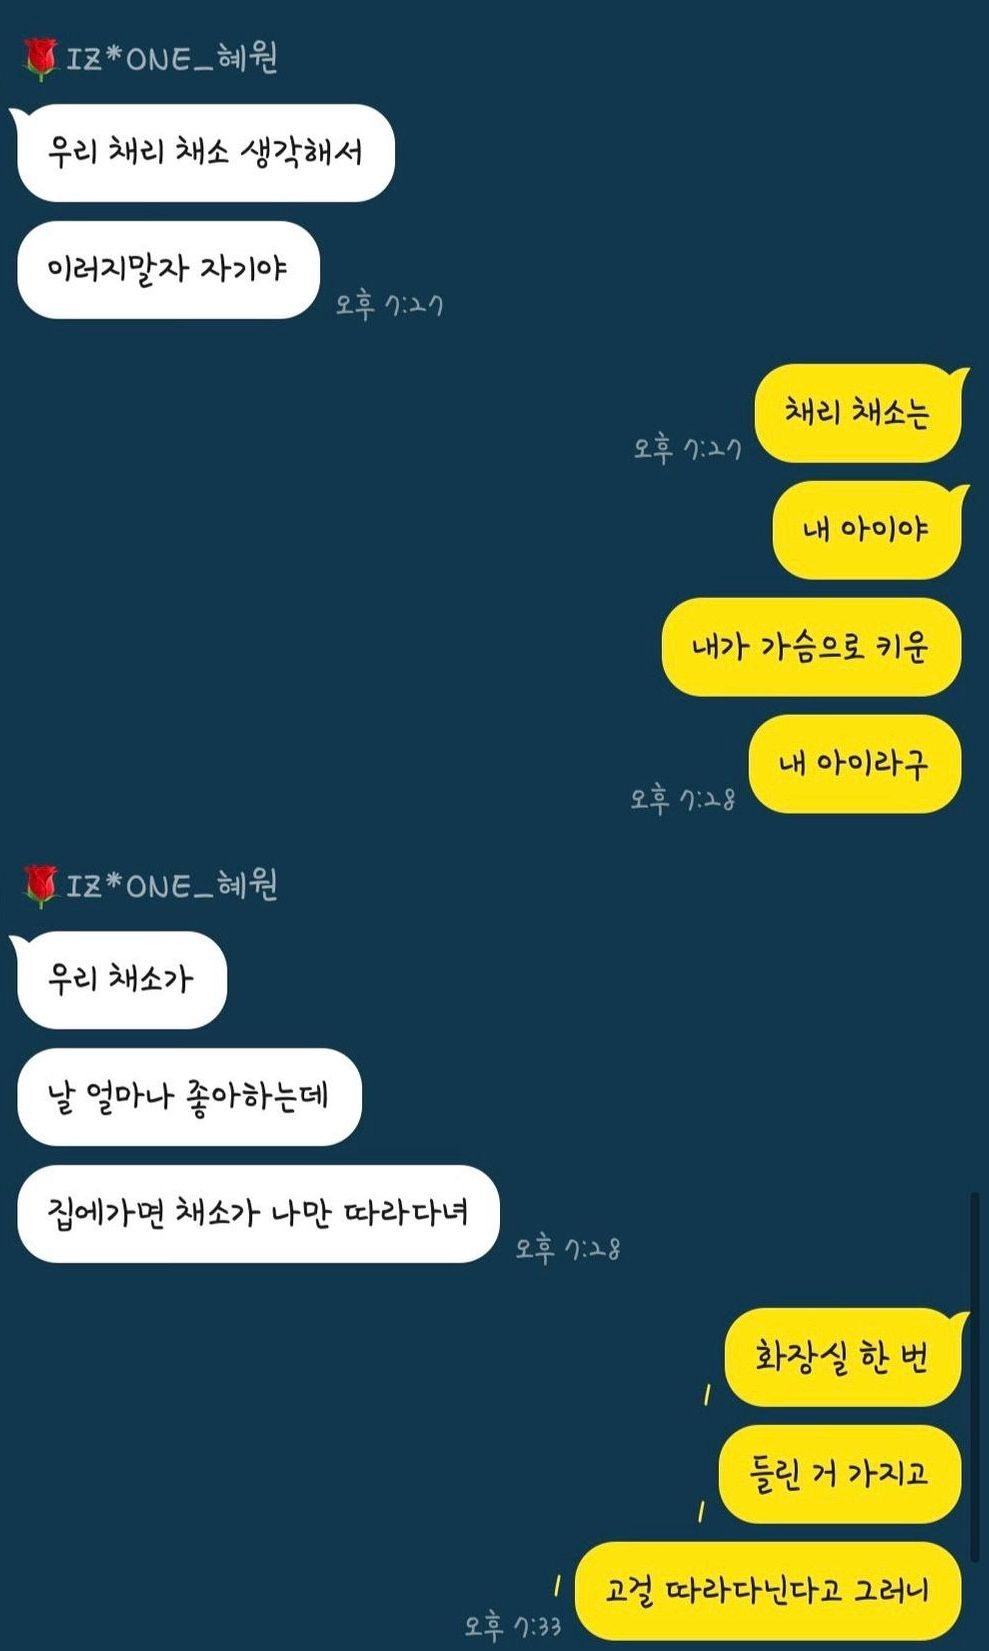 🌹IZ*ONE_혜원
우리 채리 채소 생각해서
이러지말자 자기야
오후 7:27
채리 채소는
오후 7:27
내 아이야
내가 가슴으로 키운
내 아이라구
오후 7:28
🌹IZ*ONE_혜원
우리 채소가
날 얼마나 좋아하는데
집에가면 채소가 나만 따라다녀
오후 7:28
화장실 한 번
1
들린 거 가지고
1
고걸 따라다닌다고 그러니
1
오후 7:33